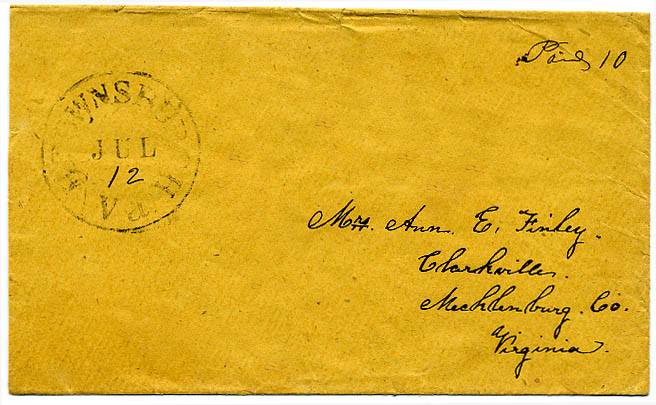 Paid 10
JUL
12
Mrs. Ann. E. Finley.
Clarksville.
Mecklenburg. Co.
Virginia.